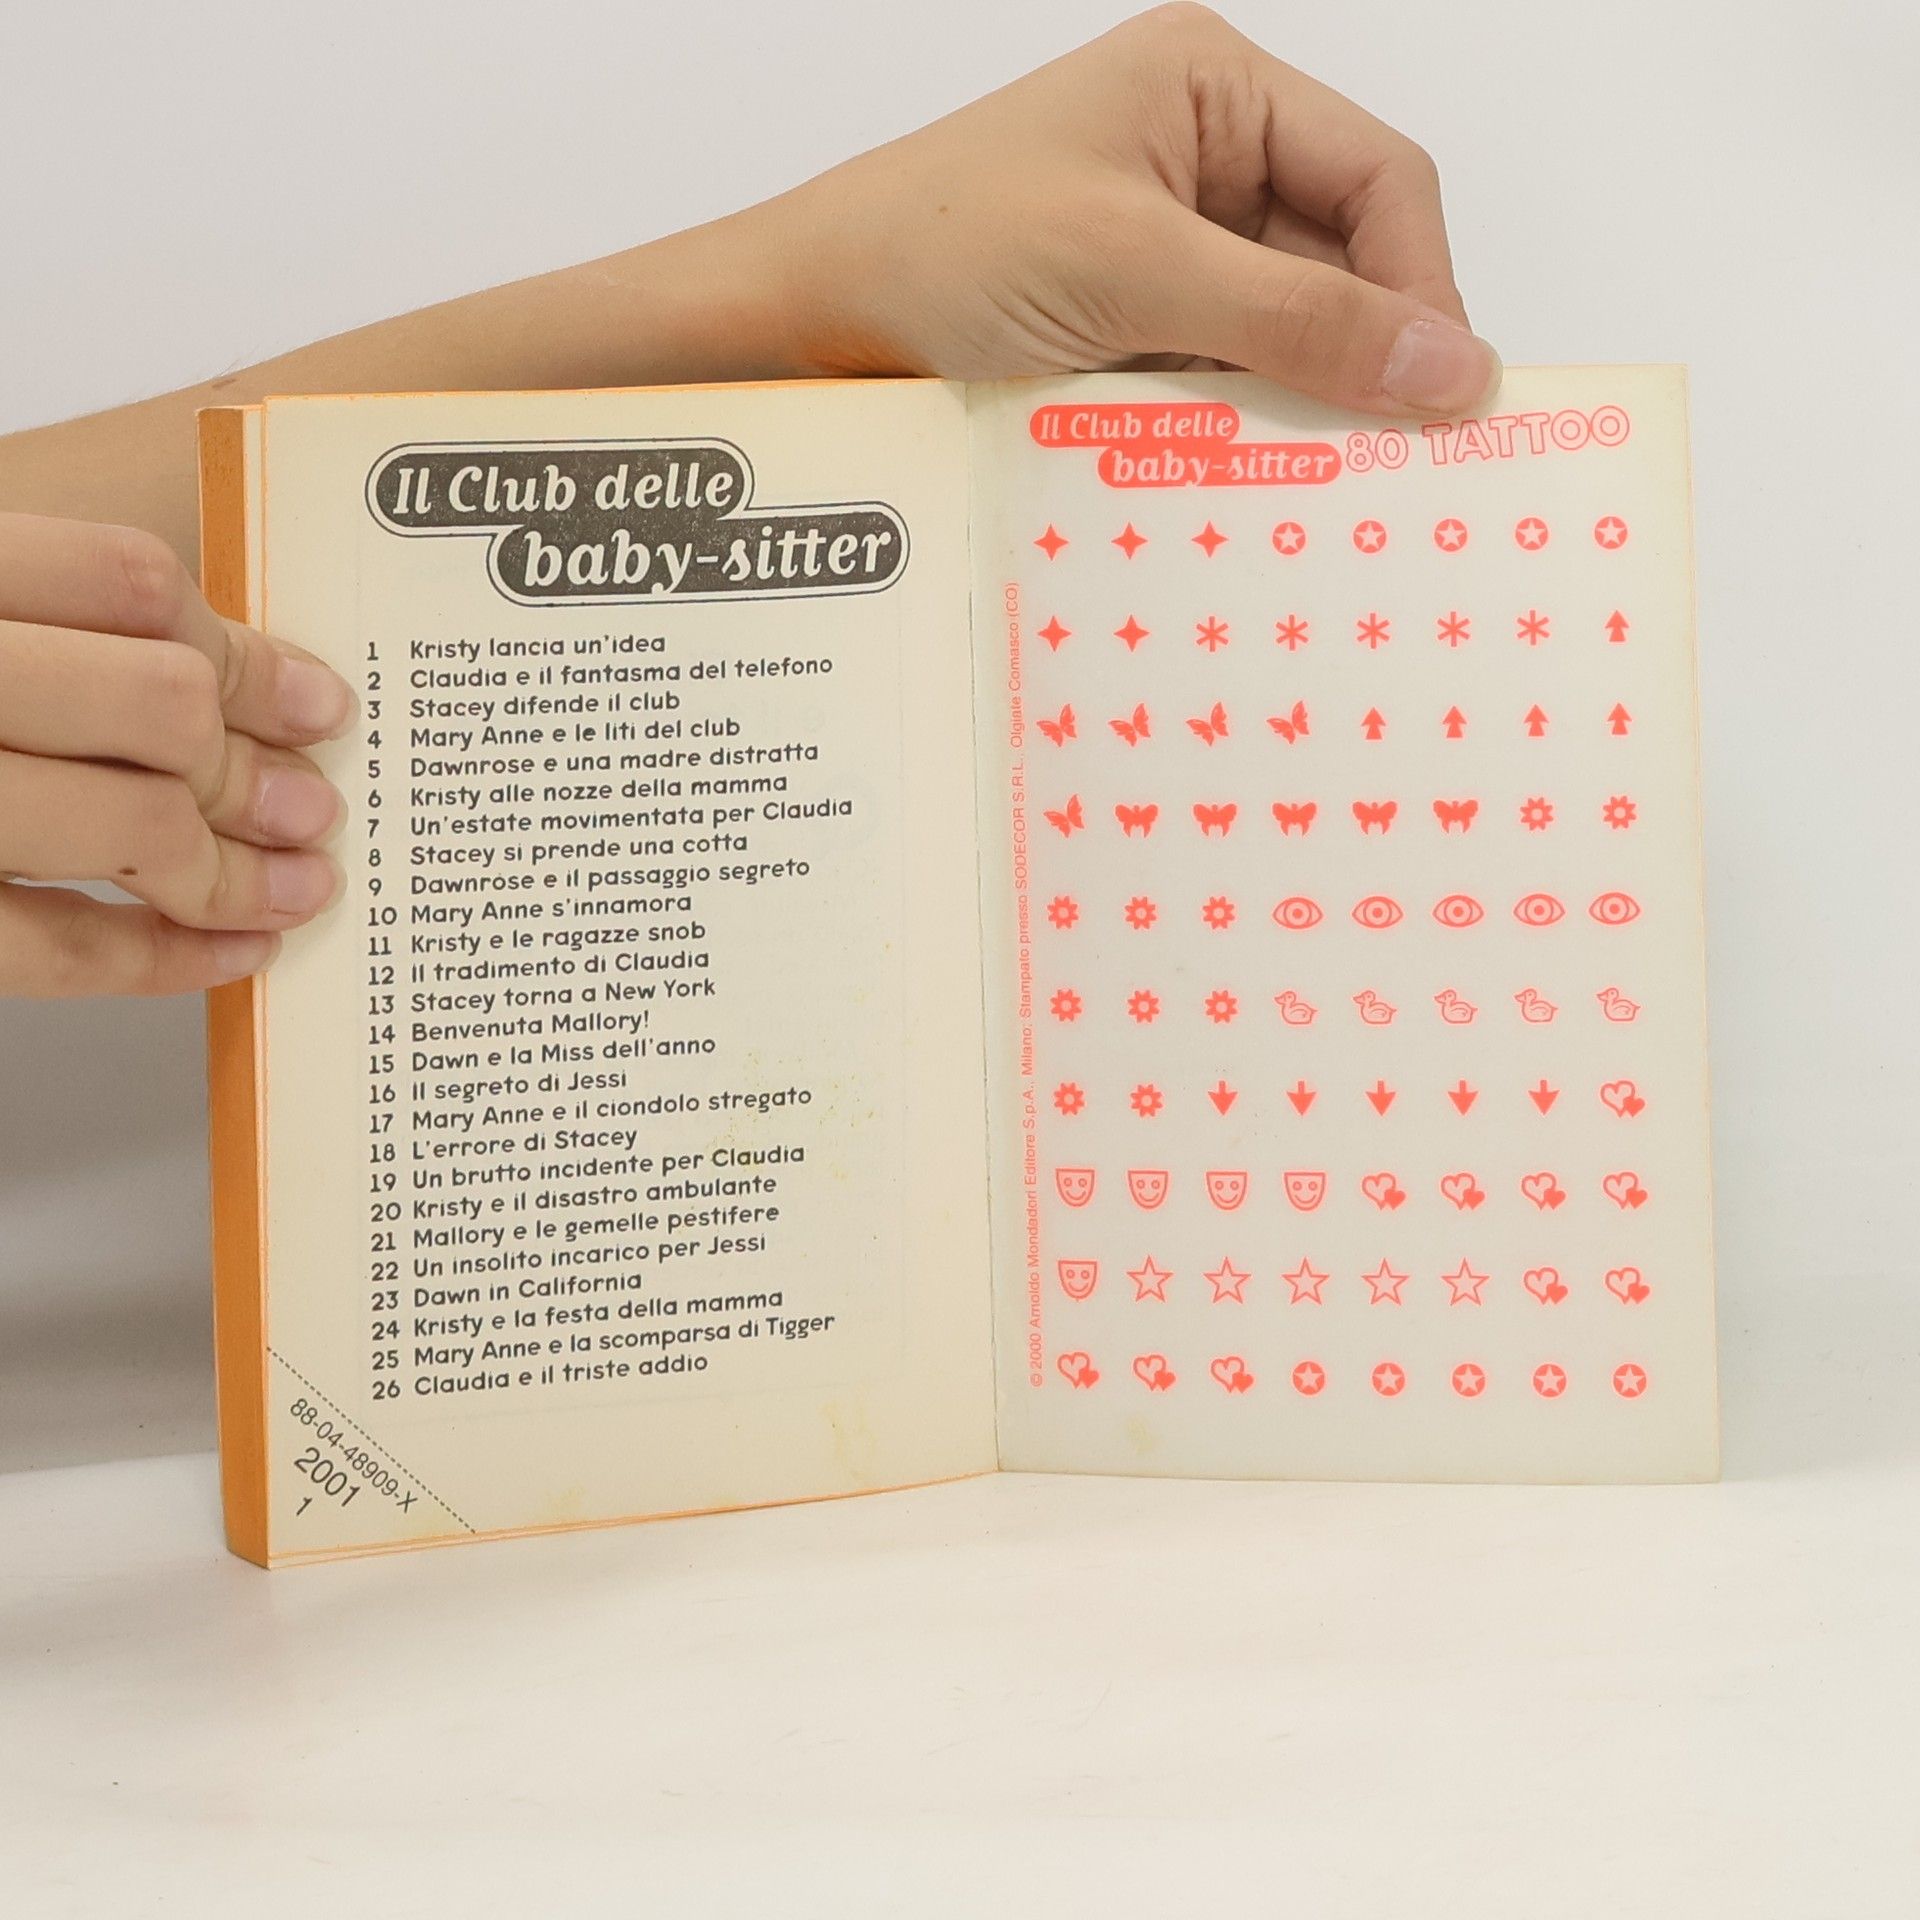 Il Club delle
baby-sitter
1 Kristy lancia un'idea
2 Claudia e il fantasma del telefono
3 Stacey difende il club
4 Mary Anne e le liti del club
5 Dawnrose e una madre distratta
6 Kristy alle nozze della mamma
7 Un'estate movimentata per Claudia
8 Stacey si prende una cotta
9 Dawnrose e il passaggio segreto
10 Mary Anne s'innamora
11 Kristy e le ragazze snob
12 Il tradimento di Claudia
13 Stacey torna a New York
14 Benvenuta Mallory!
15 Dawn e la Miss dell'anno
16 Il segreto di Jessi
17 Mary Anne e il ciondolo stregato
18 L'errore di Stacey
19 Un brutto incidente per Claudia
20 Kristy e il disastro ambulante
21 Mallory e le gemelle pestifere
22 Un insolito incarico per Jessi
23 Dawn in California
24 Kristy e la festa della mamma
25 Mary Anne e la scomparsa di Tigger
26 Claudia e il triste addio
88-04-48909-X
2001
1
Il Club delle
baby-sitter 80 TATTOO
© 2000 Arnoldo Mondadori Editore S.p.A., Milano; Stampato presso SODECOR S.R.L. Olgiate Comasco (CO)